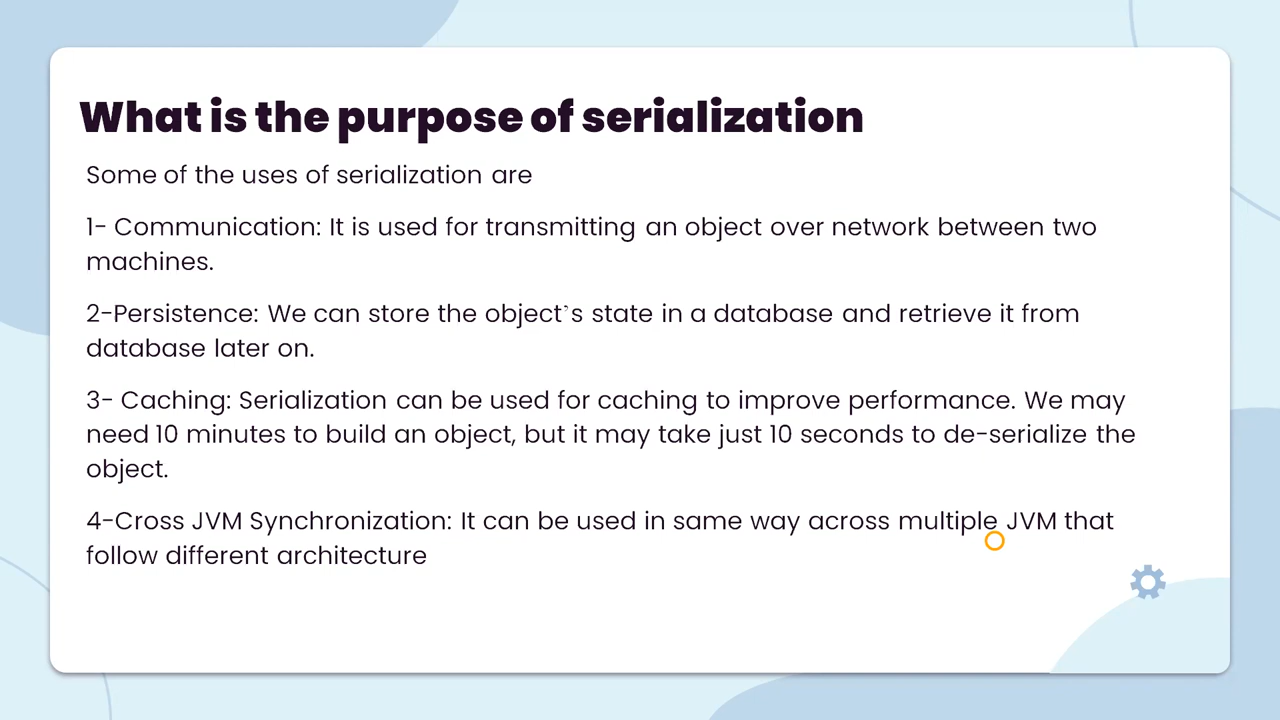 What is the purpose of serialization
Some of the uses of serialization are
1- Communication: It is used for transmitting an object over network between two
machines.
2-Persistence: We can store the object's state in a database and retrieve it from
database later on.
3- Caching: Serialization can be used for caching to improve performance. We may
need 10 minutes to build an object, but it may take just 10 seconds to de-serialize the
object.
4-Cross JVM Synchronization: It can be used in same way across multiple JVM that
follow different architecture